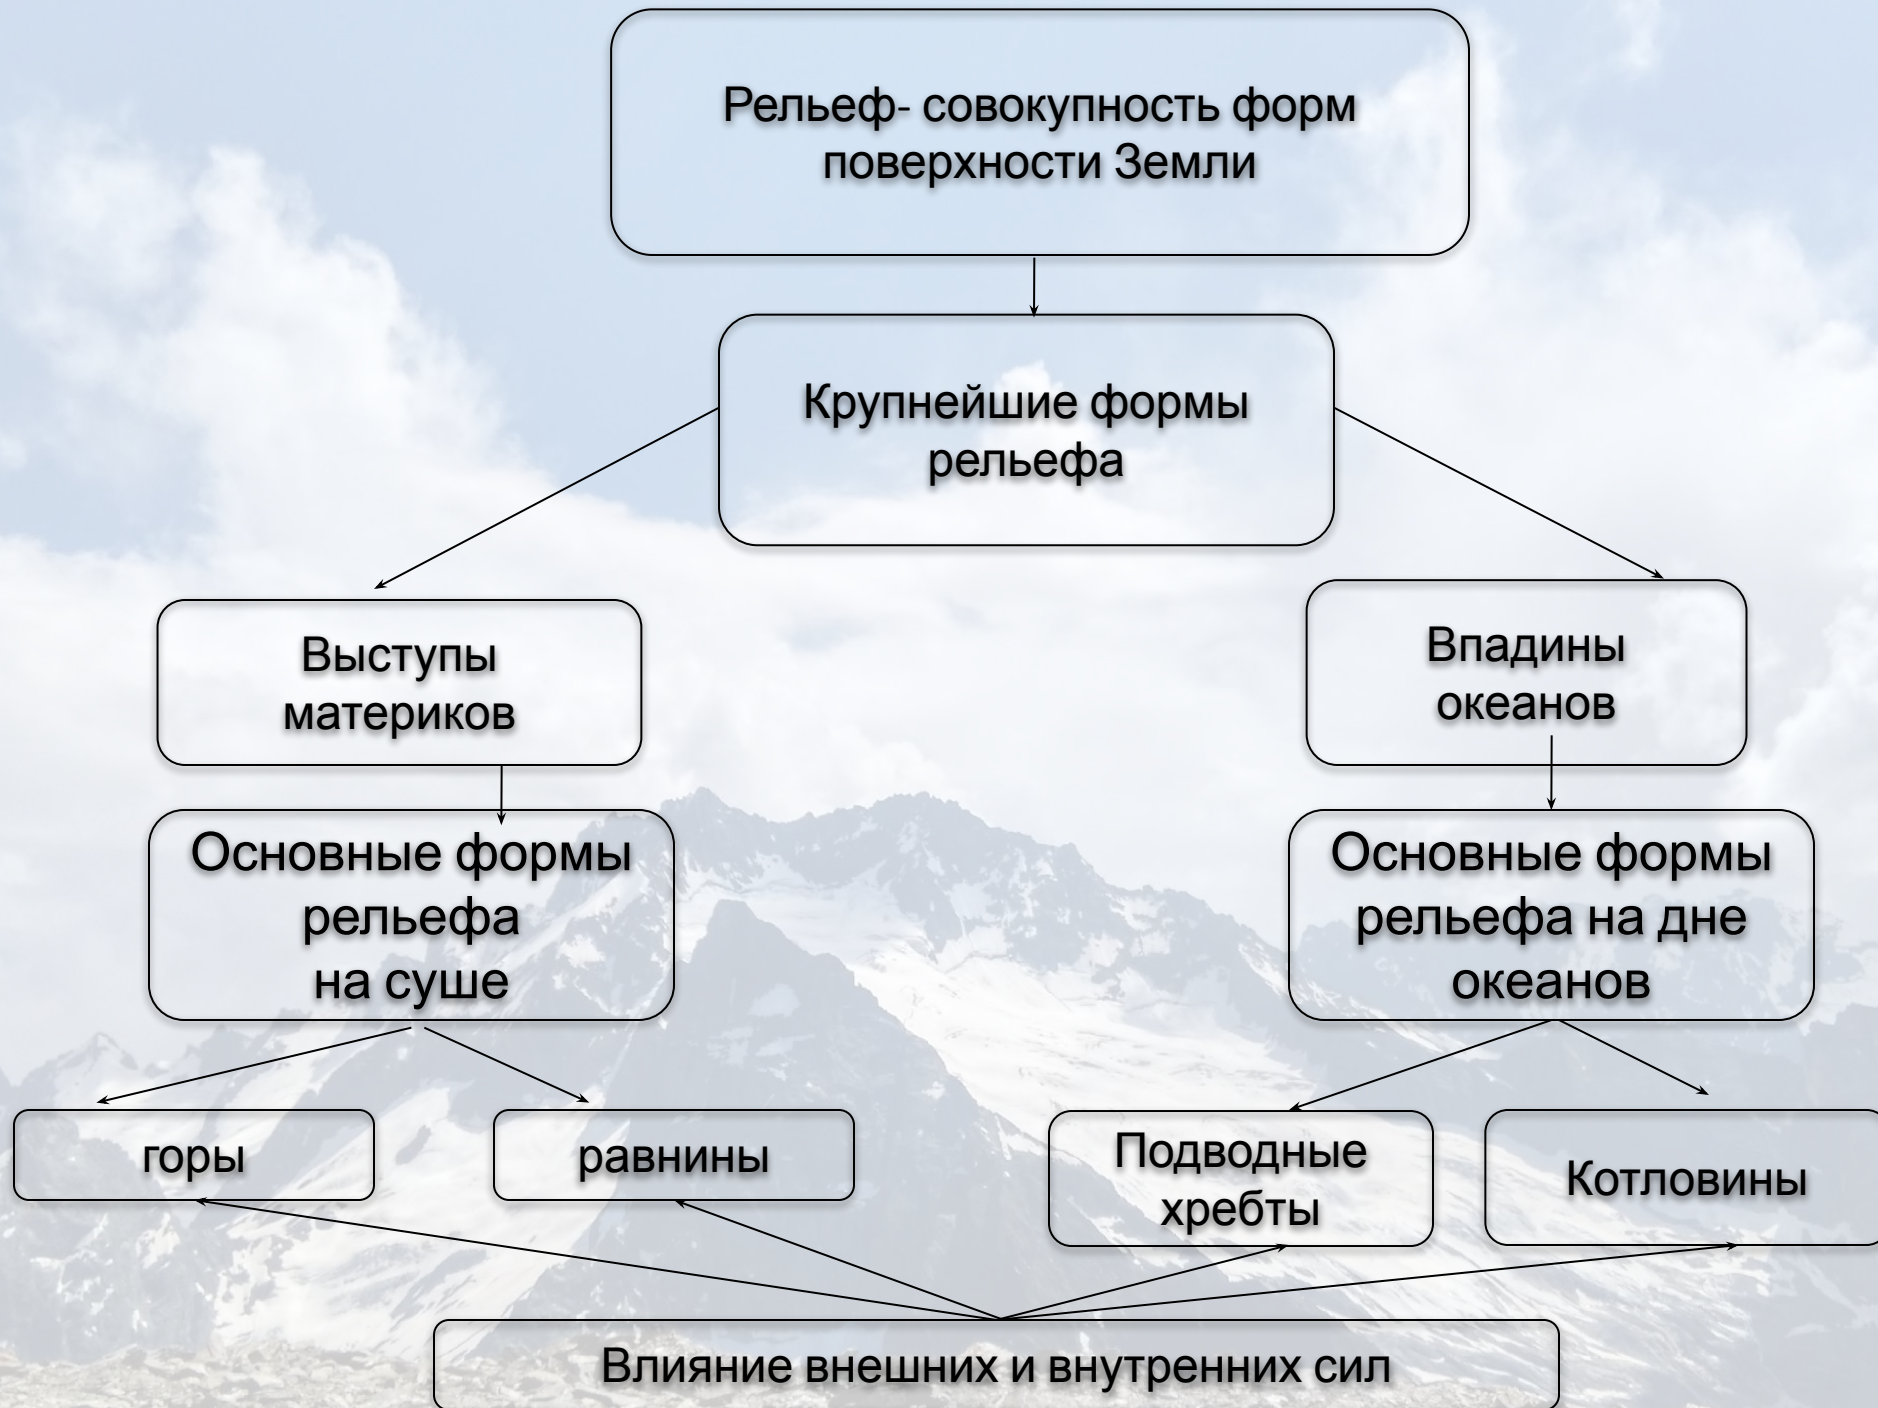 Рельеф- совокупность форм
поверхности Земли
Крупнейшие формы
рельефа
Выступы
материков
Впадины
океанов
Основные формы
рельефа
на суше
Основные формы
рельефа на дне
океанов
горы
равнины
Подводные
хребты
Котловины
Влияние внешних и внутренних сил